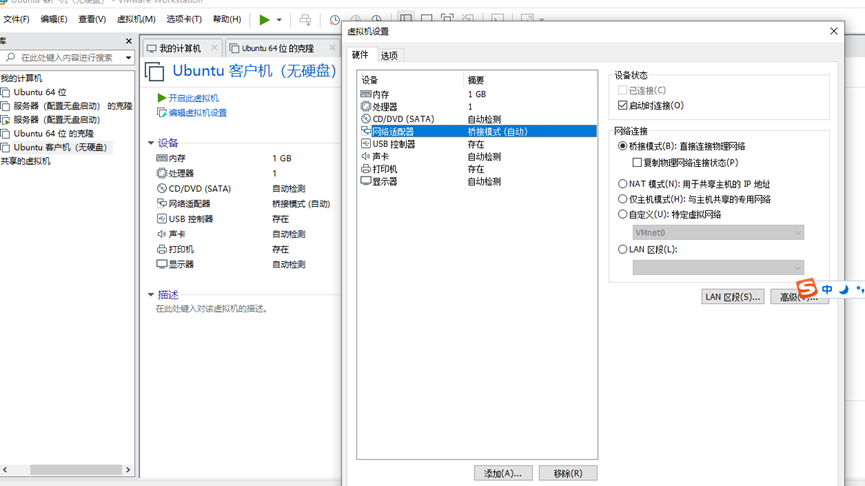 Ubuntu 客户机（无硬盘） - VMware Workstation
文件(F) 编辑(E) 查看(V) 虚拟机(M) 选项卡(T) 帮助(H)
库
在此处键入内容进行搜索
我的计算机
Ubuntu 64 位
服务器（配置无盘启动） 的克隆
服务器（配置无盘启动）
Ubuntu 64 位 的克隆
Ubuntu 客户机（无硬盘）
共享的虚拟机
我的计算机
Ubuntu 64 位的克隆
Ubuntu 客户机（无硬盘）
开启此虚拟机
编辑虚拟机设置
设备
内存 1 GB
处理器 1
CD/DVD (SATA) 自动检测
网络适配器 桥接模式 (自动)
USB 控制器 存在
声卡 自动检测
打印机 存在
显示器 自动检测
描述
在此处键入对该虚拟机的描述。
虚拟机设置
硬件 选项
设备 摘要
内存 1 GB
处理器 1
CD/DVD (SATA) 自动检测
网络适配器 桥接模式 (自动)
USB 控制器 存在
声卡 自动检测
打印机 存在
显示器 自动检测
添加(A)... 移除(R)
设备状态
已连接(C)
启动时连接(O)
网络连接
桥接模式(B): 直接连接物理网络
复制物理网络连接状态(P)
NAT 模式(N): 用于共享主机的 IP 地址
仅主机模式(H): 与主机共享的专用网络
自定义(U): 特定虚拟网络
VMnet0
LAN 区段(L):
LAN 区段(S)... 高级
S 中